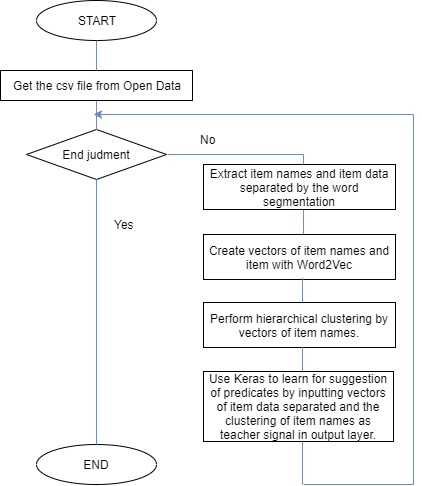 START
Get the csv file from Open Data
End judgment
No
Extract item names and item data
separated by the word
segmentation
Yes
Create vectors of item names and
item with Word2Vec
Perform hierarchical clustering by
vectors of item names.
Use Keras to learn for suggestion
of predicates by inputting vectors
of item data separated and the
clustering of item names as
teacher signal in output layer.
END